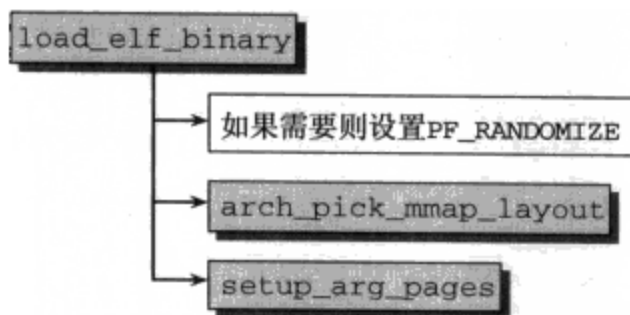 load_elf_binary
如果需要则设置PF_RANDOMIZE
arch_pick_mmap_layout
setup_arg_pages